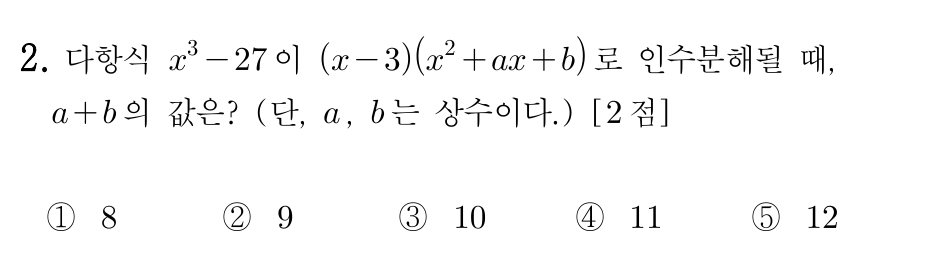 2. 다항식 x³－27이 (x－3)(x²＋ax＋b)로 인수분해될 때,
a＋b의 값은? (단, a, b는 상수이다.) [2점]
① 8 ② 9 ③ 10 ④ 11 ⑤ 12